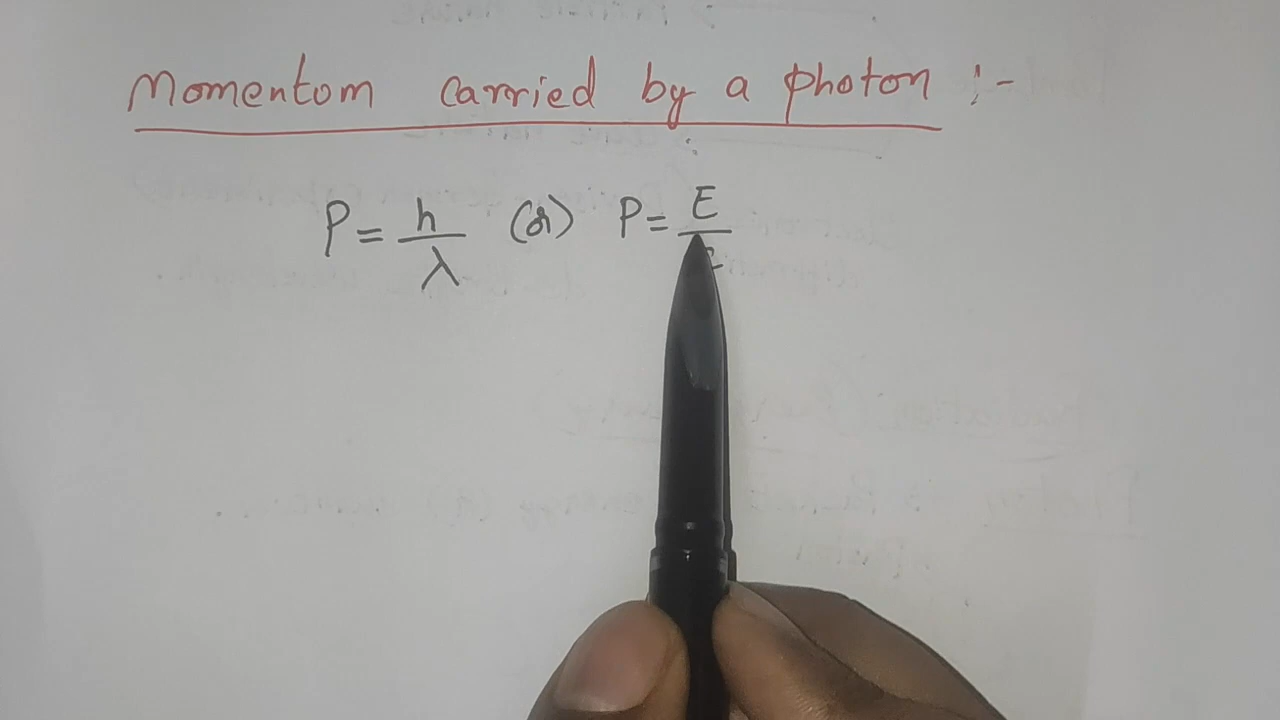 Momentom carried by a photon :-
P = h/λ (or) P = E/c